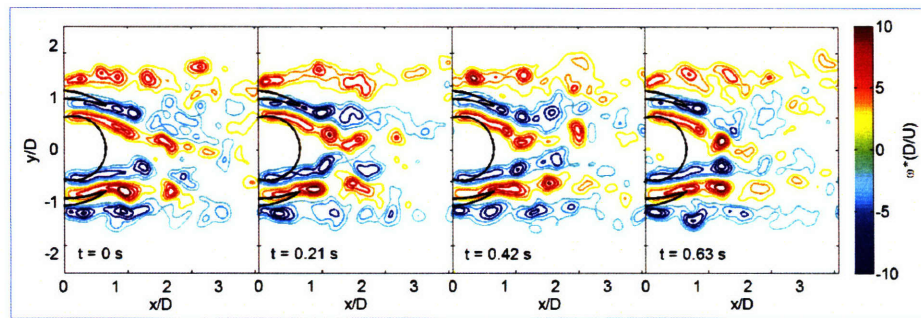 2
1
0
-1
-2
y/D
t = 0 s
t = 0.21 s
t = 0.42 s
t = 0.63 s
0 1 2 3
0 1 2 3
0 1 2 3
0 1 2 3
x/D
x/D
x/D
x/D
10
5
0
-5
-10
ω*(D/U)